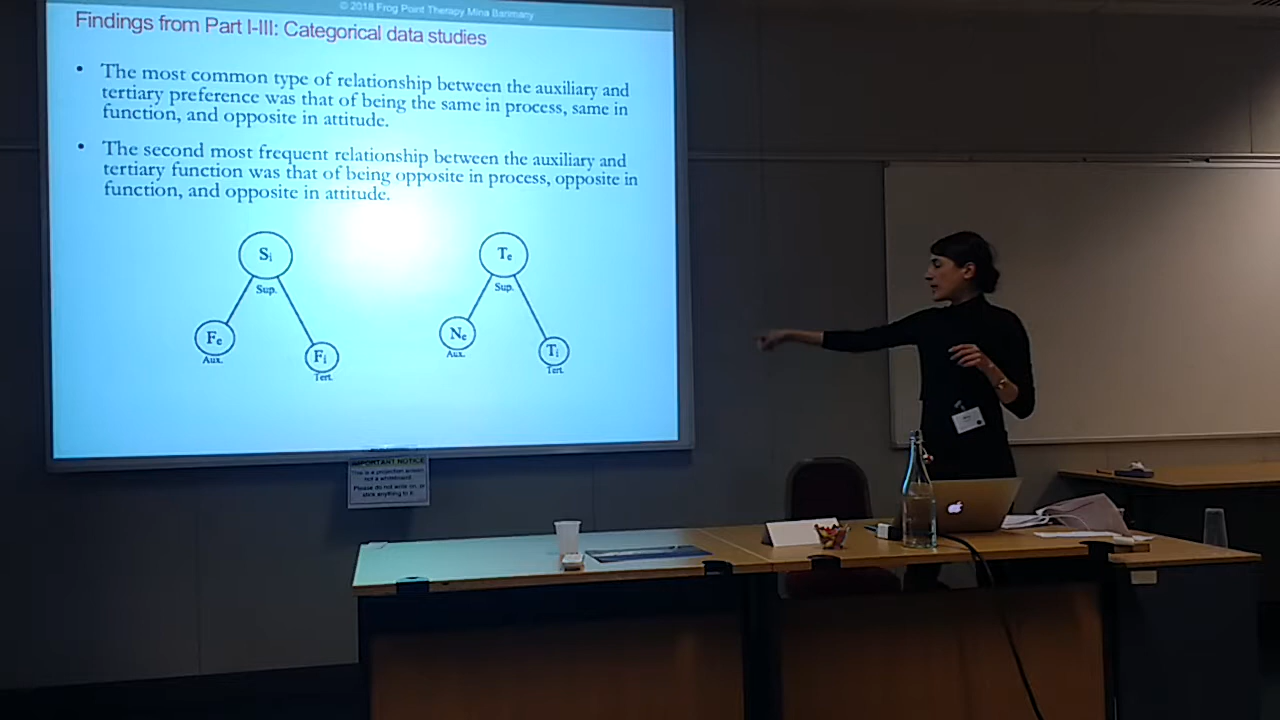 © 2018 Frog Point Therapy Mina Barimany
Findings from Part I-III: Categorical data studies
• The most common type of relationship between the auxiliary and
tertiary preference was that of being the same in process, same in
function, and opposite in attitude.
• The second most frequent relationship between the auxiliary and
tertiary function was that of being opposite in process, opposite in
function, and opposite in attitude.
Si
Sup.
Fe
Aux.
Fi
Tert.
Te
Sup.
Ne
Aux.
Ti
Tert.
IMPORTANT NOTICE
This is a projection screen
not a whiteboard.
Please do not write on, or
stick anything to it